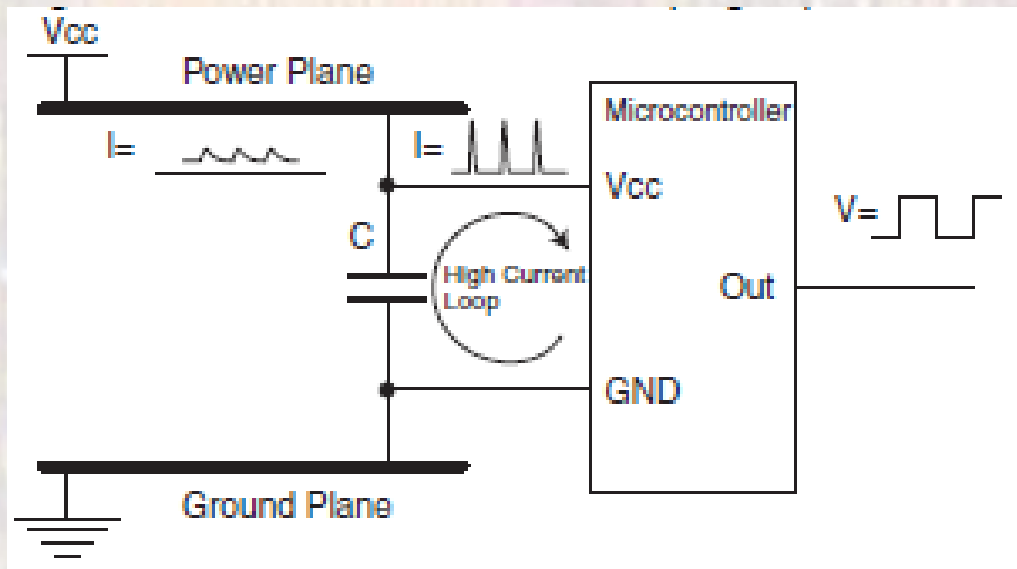 Vcc
Power Plane
I=
I=
Microcontroller
Vcc
V=
C
High Current
Loop
Out
GND
Ground Plane